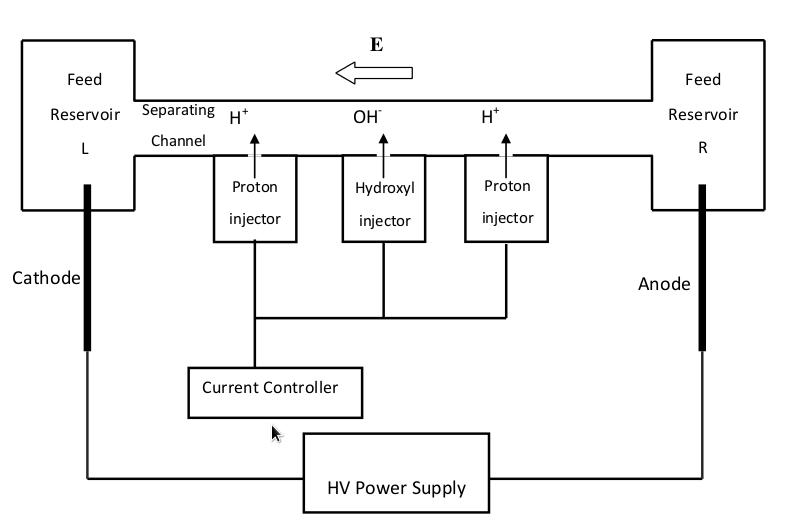 E
Feed
Reservoir
L
Separating
Channel
H+
OH-
H+
Feed
Reservoir
R
Proton
injector
Hydroxyl
injector
Proton
injector
Cathode
Anode
Current Controller
HV Power Supply